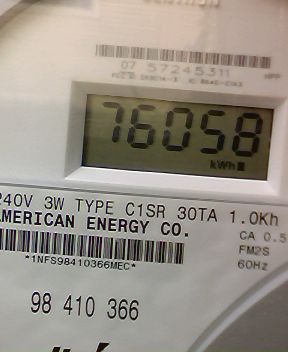 07 57245311
76058
kWh
240V 3W TYPE C1SR 30TA 1.0Kh
AMERICAN ENERGY CO.
CA 0.5
FM2S
*1NFS98410366MEC*
60Hz
98 410 366